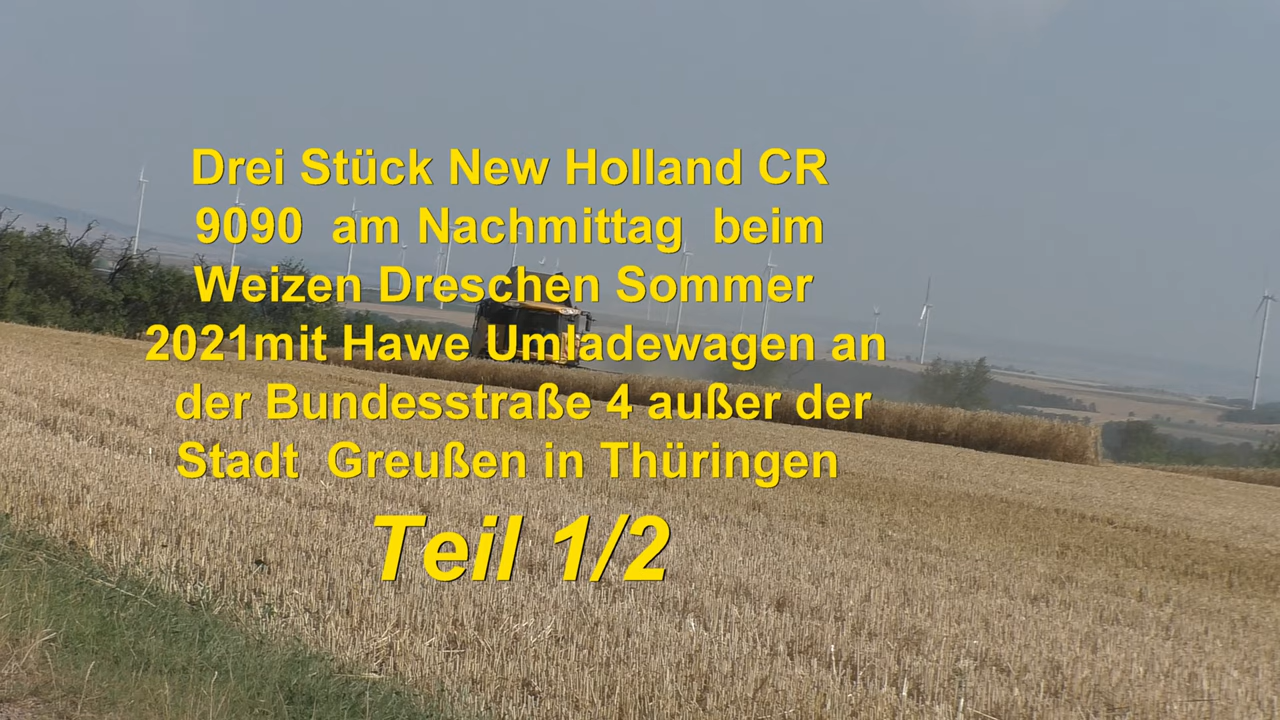 Drei Stück New Holland CR
9090 am Nachmittag beim
Weizen Dreschen Sommer
2021mit Hawe Umladewagen an
der Bundesstraße 4 außer der
Stadt Greußen in Thüringen
Teil 1/2